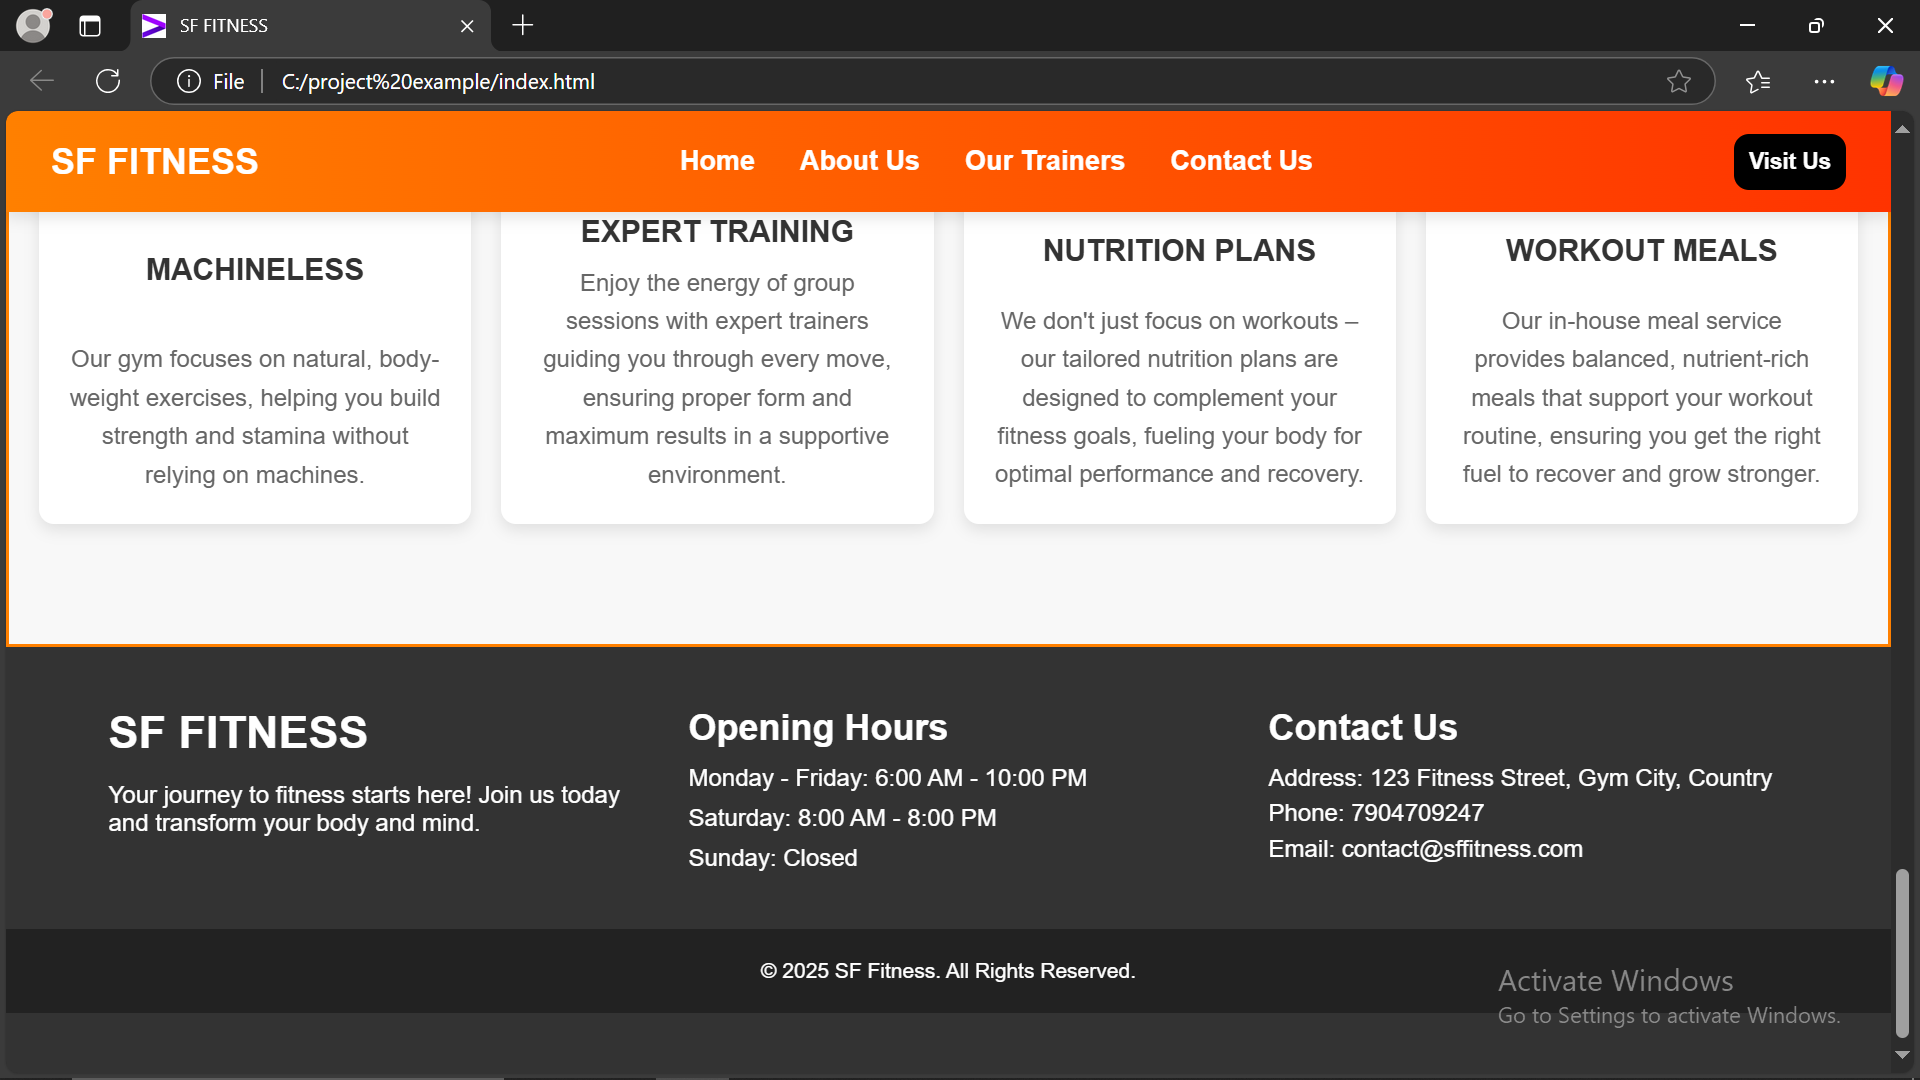 SF FITNESS
File
C:/project%20example/index.html
SF FITNESS
Home
About Us
Our Trainers
Contact Us
Visit Us
MACHINELESS
Our gym focuses on natural, body-
weight exercises, helping you build
strength and stamina without
relying on machines.
EXPERT TRAINING
Enjoy the energy of group
sessions with expert trainers
guiding you through every move,
ensuring proper form and
maximum results in a supportive
environment.
NUTRITION PLANS
We don't just focus on workouts –
our tailored nutrition plans are
designed to complement your
fitness goals, fueling your body for
optimal performance and recovery.
WORKOUT MEALS
Our in-house meal service
provides balanced, nutrient-rich
meals that support your workout
routine, ensuring you get the right
fuel to recover and grow stronger.
SF FITNESS
Your journey to fitness starts here! Join us today
and transform your body and mind.
Opening Hours
Monday - Friday: 6:00 AM - 10:00 PM
Saturday: 8:00 AM - 8:00 PM
Sunday: Closed
Contact Us
Address: 123 Fitness Street, Gym City, Country
Phone: 7904709247
Email: contact@sffitness.com
© 2025 SF Fitness. All Rights Reserved.
Activate Windows
Go to Settings to activate Windows.